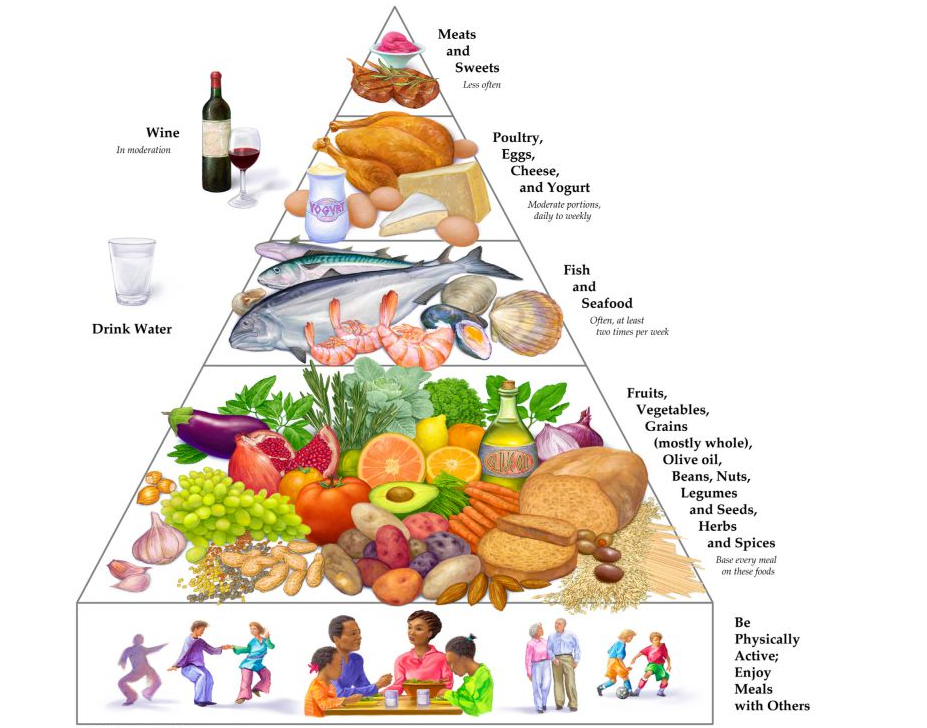 Meats
and
Sweets
Less often
Wine
In moderation
Poultry,
Eggs,
Cheese,
and Yogurt
Moderate portions,
daily to weekly
YOGURT
Drink Water
Fish
and
Seafood
Often, at least
two times per week
Fruits,
Vegetables,
Grains
(mostly whole),
Olive oil,
Beans, Nuts,
Legumes
and Seeds,
Herbs
and Spices
Base every meal
on these foods
OLIVE OIL
Be
Physically
Active;
Enjoy
Meals
with Others